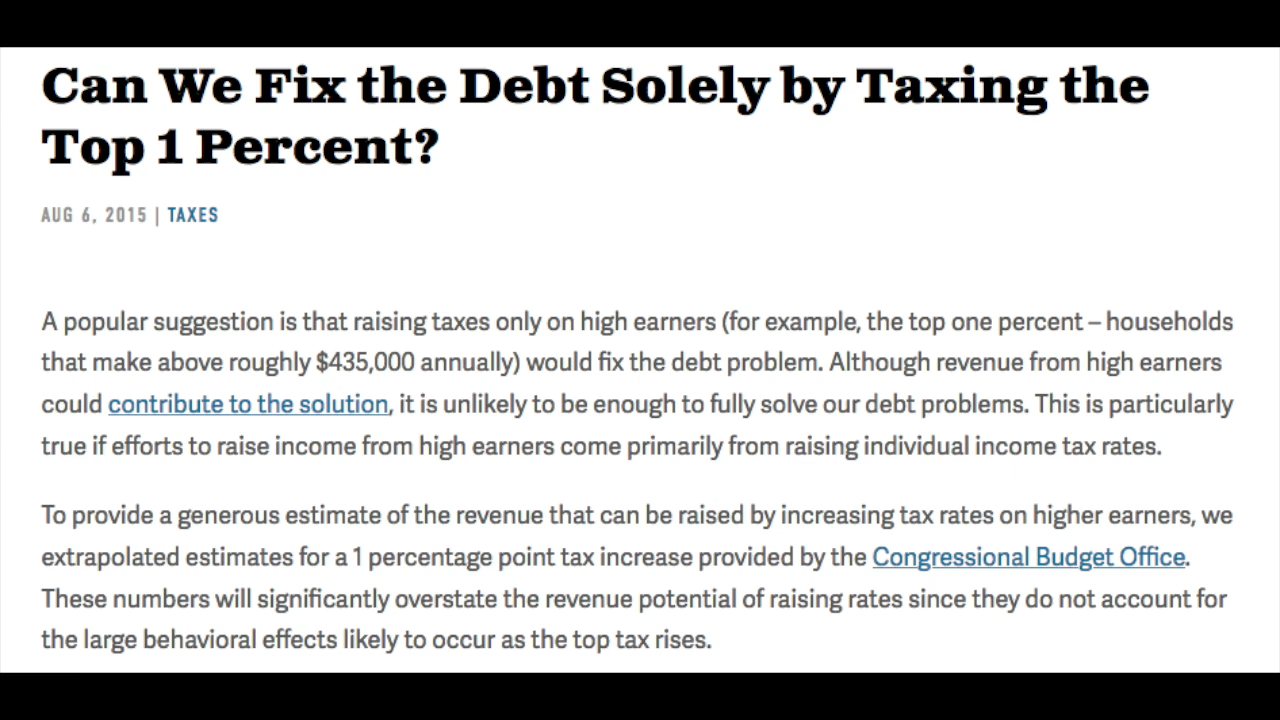 Can We Fix the Debt Solely by Taxing the
Top 1 Percent?
AUG 6, 2015 | TAXES
A popular suggestion is that raising taxes only on high earners (for example, the top one percent – households
that make above roughly $435,000 annually) would fix the debt problem. Although revenue from high earners
could contribute to the solution, it is unlikely to be enough to fully solve our debt problems. This is particularly
true if efforts to raise income from high earners come primarily from raising individual income tax rates.
To provide a generous estimate of the revenue that can be raised by increasing tax rates on higher earners, we
extrapolated estimates for a 1 percentage point tax increase provided by the Congressional Budget Office.
These numbers will significantly overstate the revenue potential of raising rates since they do not account for
the large behavioral effects likely to occur as the top tax rises.